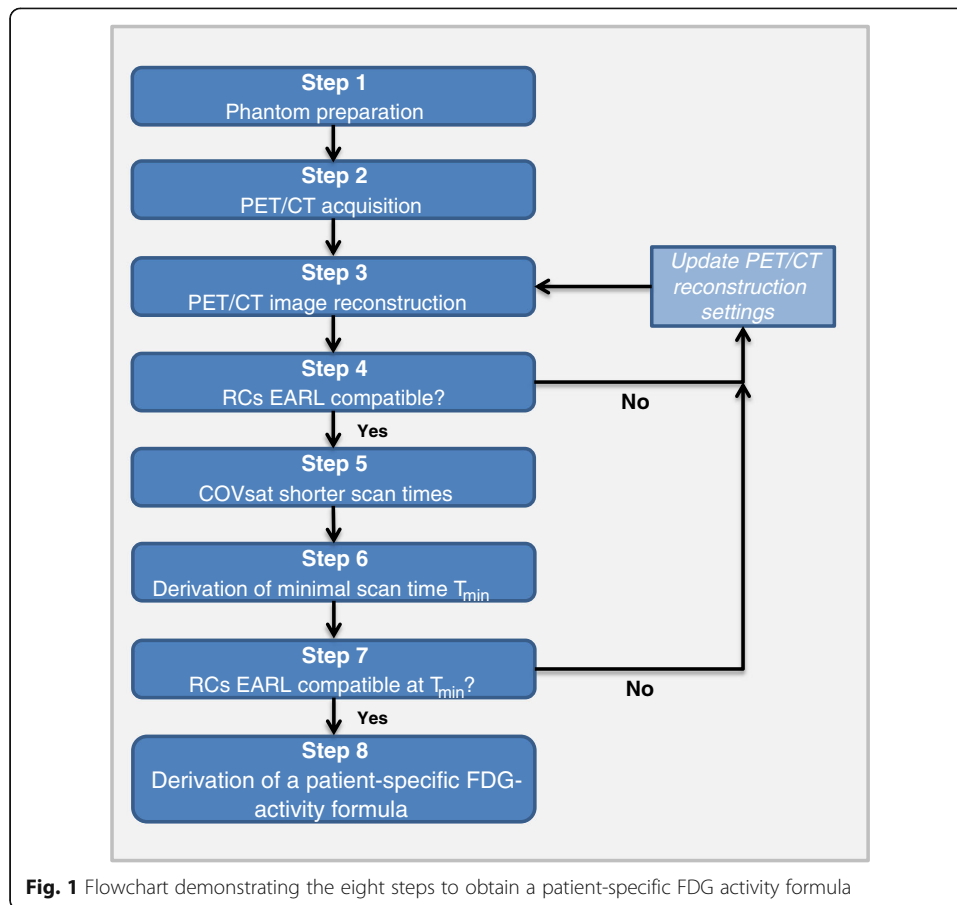 Step 1
Phantom preparation
Step 2
PET/CT acquisition
Step 3
PET/CT image reconstruction
Update PET/CT
reconstruction
settings
Step 4
RCs EARL compatible?
No
Yes
Step 5
COVsat shorter scan times
Step 6
Derivation of minimal scan time Tmin
Step 7
RCs EARL compatible at Tmin?
No
Yes
Step 8
Derivation of a patient-specific FDG-
activity formula
Fig. 1 Flowchart demonstrating the eight steps to obtain a patient-specific FDG activity formula